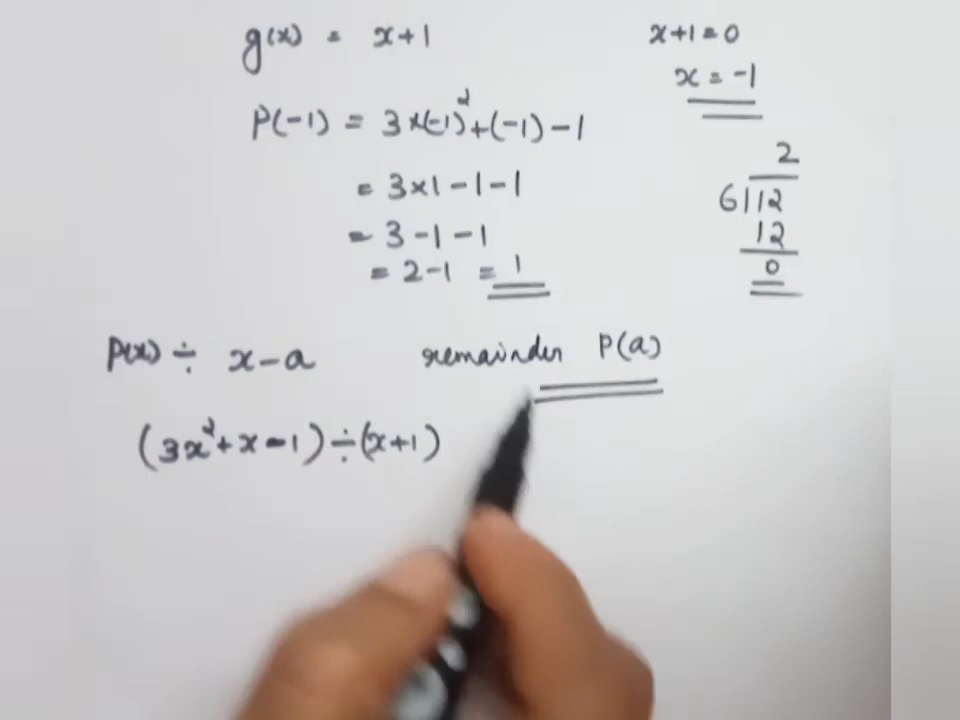 g(x) = x+1
x+1=0
x = -1
P(-1) = 3×(-1)²+(-1)-1
= 3×1-1-1
= 3-1-1
= 2-1 = 1
2
6)12
12
0
P(x) ÷ x-a remainder P(a)
(3x²+x-1)÷(x+1)